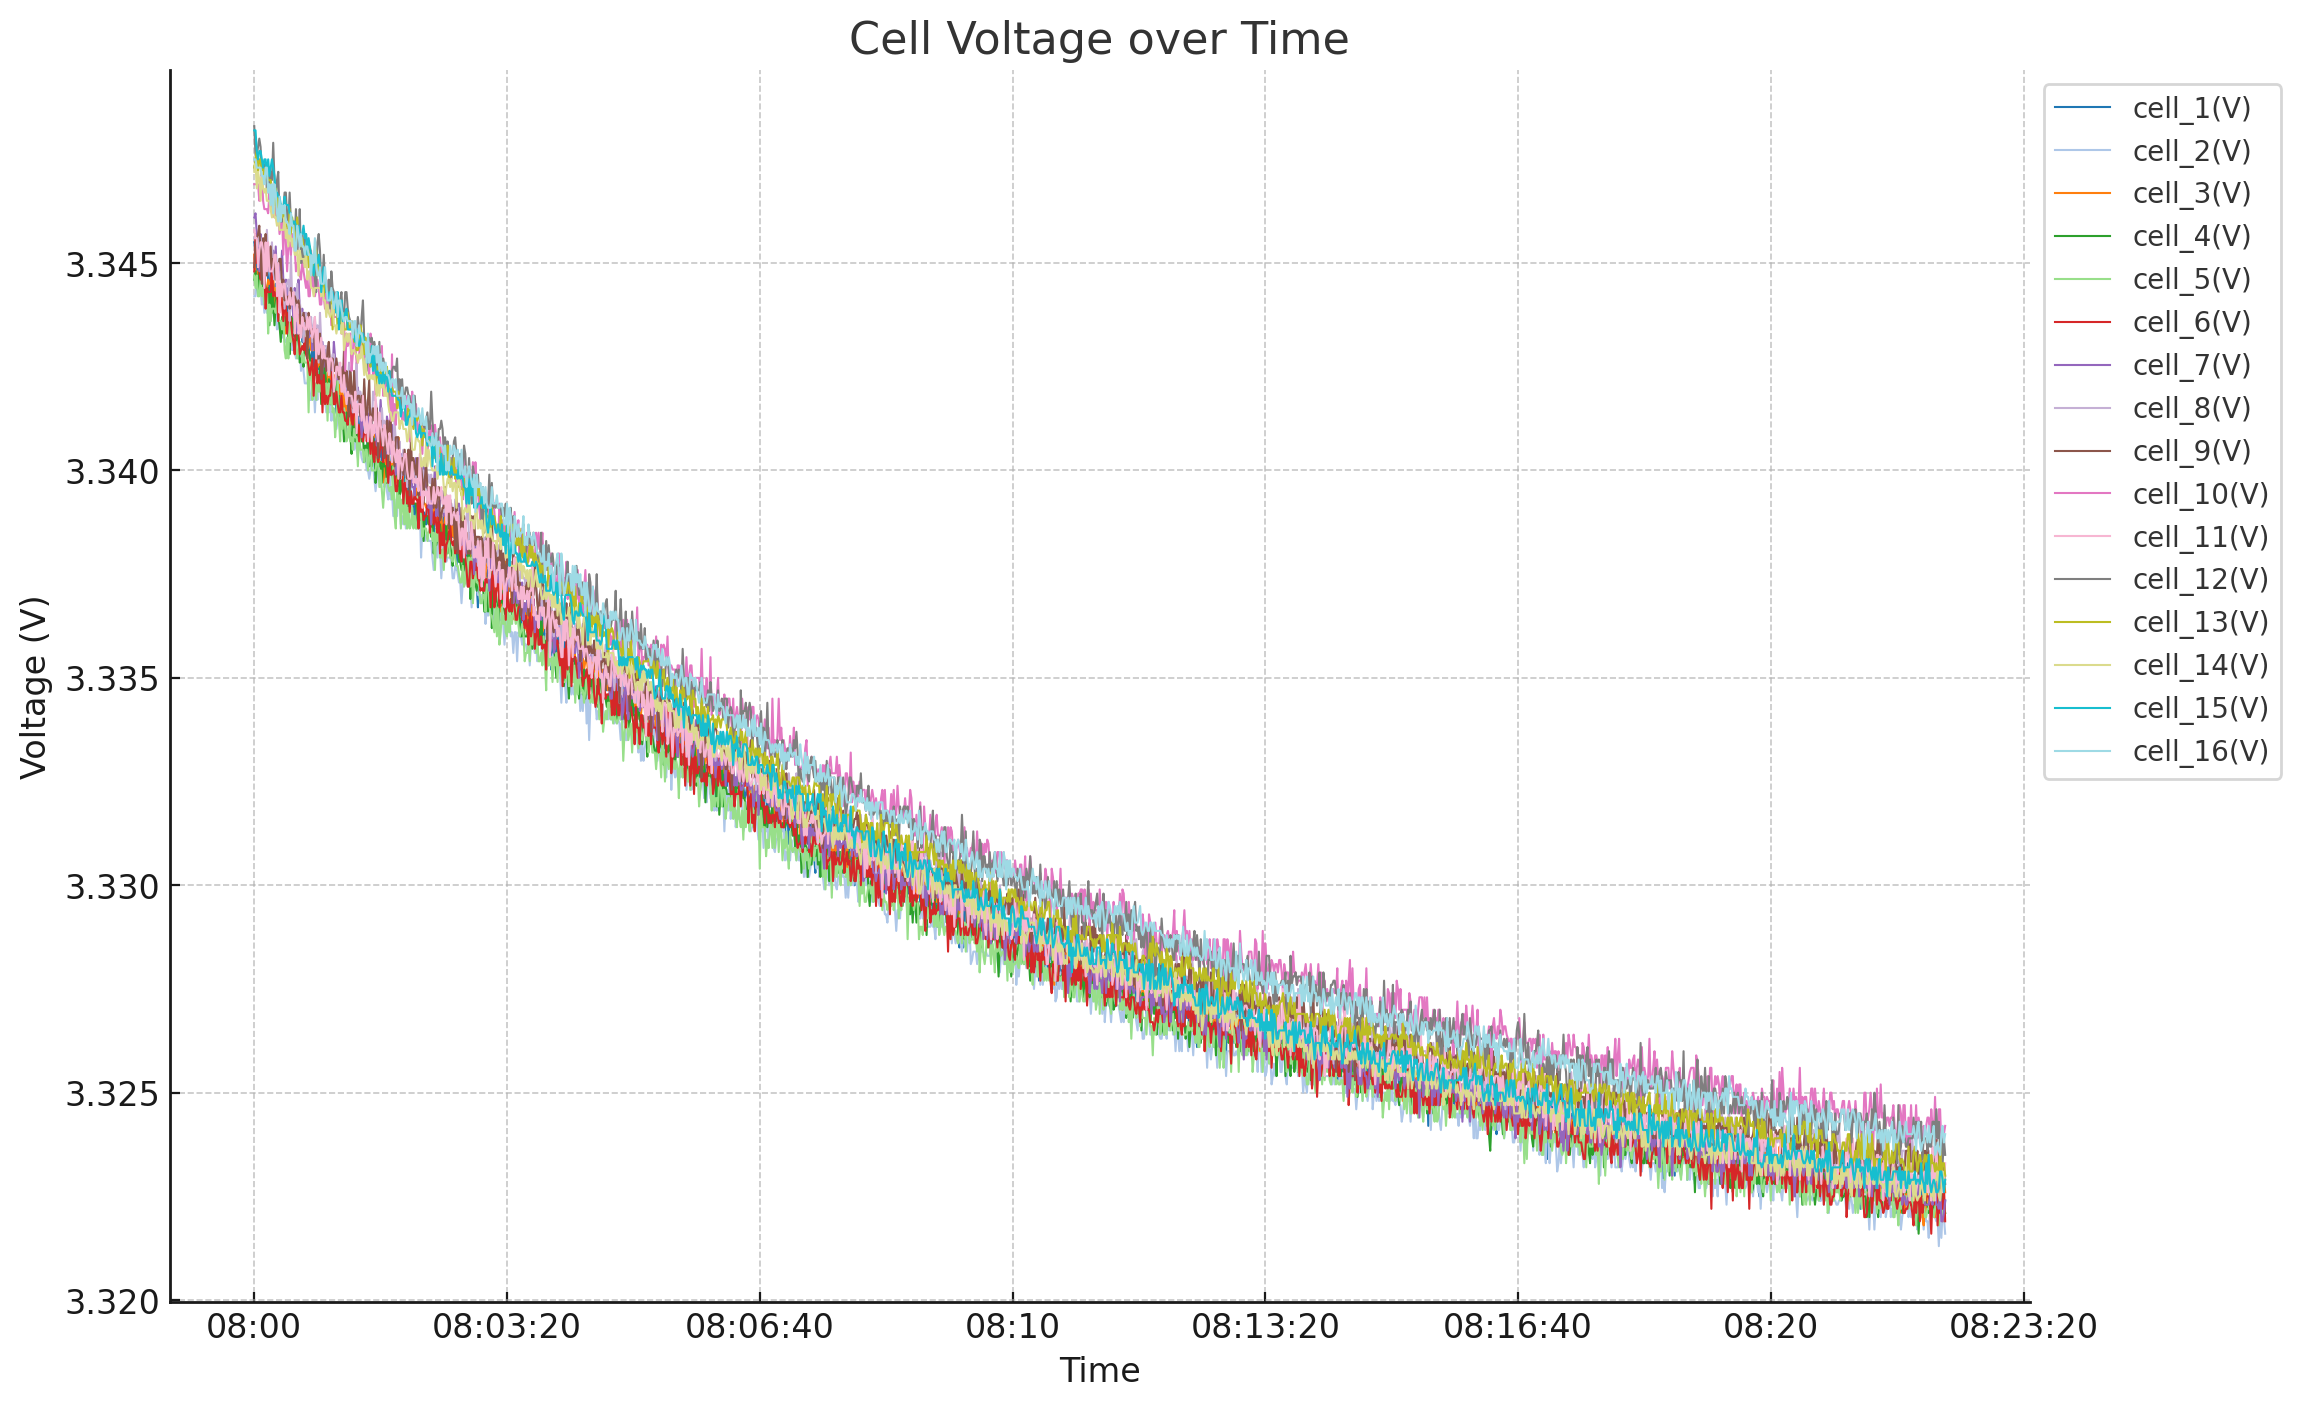 Cell Voltage over Time
Voltage (V)
3.345
3.340
3.335
3.330
3.325
3.320
08:00
08:03:20
08:06:40
08:10
08:13:20
08:16:40
08:20
08:23:20
Time
cell_1(V)
cell_2(V)
cell_3(V)
cell_4(V)
cell_5(V)
cell_6(V)
cell_7(V)
cell_8(V)
cell_9(V)
cell_10(V)
cell_11(V)
cell_12(V)
cell_13(V)
cell_14(V)
cell_15(V)
cell_16(V)